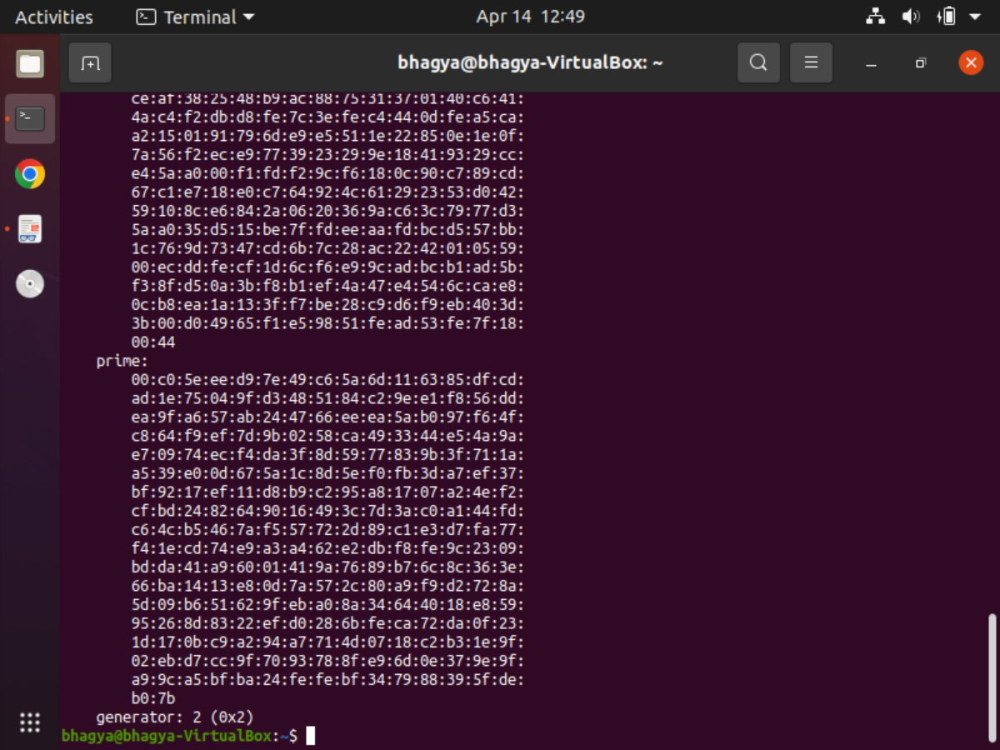 Activities
Terminal
Apr 14 12:49
bhagya@bhagya-VirtualBox: ~
ce:af:38:25:48:b9:ac:88:75:31:37:01:40:c6:41:
4a:c4:f2:db:d8:fe:7c:3e:fe:c4:44:0d:fe:a5:ca:
a2:15:01:91:79:6d:e9:e5:51:1e:22:85:0e:1e:0f:
7a:56:f2:ec:e9:77:39:23:29:9e:18:41:93:29:cc:
e4:5a:a0:00:f1:fd:f2:9c:f6:18:0c:90:c7:89:cd:
67:c1:e7:18:e0:c7:64:92:4c:61:29:23:53:d0:42:
59:10:8c:e6:84:2a:06:20:36:9a:c6:3c:79:77:d3:
5a:a0:35:d5:15:be:7f:fd:ee:aa:fd:bc:d5:57:bb:
1c:76:9d:73:47:cd:6b:7c:28:ac:22:42:01:05:59:
00:ec:dd:fe:cf:1d:6c:f6:e9:9c:ad:bc:b1:ad:5b:
f3:8f:d5:0a:3b:f8:b1:ef:4a:47:e4:54:6c:ca:e8:
0c:b8:ea:1a:13:3f:f7:be:28:c9:d6:f9:eb:40:3d:
3b:00:d0:49:65:f1:e5:98:51:fe:ad:53:fe:7f:18:
00:44
prime:
00:c0:5e:ee:d9:7e:49:c6:5a:6d:11:63:85:df:cd:
ad:1e:75:04:9f:d3:48:51:84:c2:9e:e1:f8:56:dd:
ea:9f:a6:57:ab:24:47:66:ee:ea:5a:b0:97:f6:4f:
c8:64:f9:ef:7d:9b:02:58:ca:49:33:44:e5:4a:9a:
e7:09:74:ec:f4:da:3f:8d:59:77:83:9b:3f:71:1a:
a5:39:e0:0d:67:5a:1c:8d:5e:f0:fb:3d:a7:ef:37:
bf:92:17:ef:11:d8:b9:c2:95:a8:17:07:a2:4e:f2:
cf:bd:24:82:64:90:16:49:3c:7d:3a:c0:a1:44:fd:
c6:4c:b5:46:7a:f5:57:72:2d:89:c1:e3:d7:fa:77:
f4:1e:cd:74:e9:a3:a4:62:e2:db:f8:fe:9c:23:09:
bd:da:41:a9:60:01:41:9a:76:89:b7:6c:8c:36:3e:
66:ba:14:13:e8:0d:7a:57:2c:80:a9:f9:d2:72:8a:
5d:09:b6:51:62:9f:eb:a0:8a:34:64:40:18:e8:59:
95:26:8d:83:22:ef:d0:28:6b:fe:ca:72:da:0f:23:
1d:17:0b:c9:a2:94:a7:71:4d:07:18:c2:b3:1e:9f:
02:eb:d7:cc:9f:70:93:78:8f:e9:6d:0e:37:9e:9f:
a9:9c:a5:bf:ba:24:fe:fe:bf:34:79:88:39:5f:de:
b0:7b
generator: 2 (0x2)
bhagya@bhagya-VirtualBox:~$